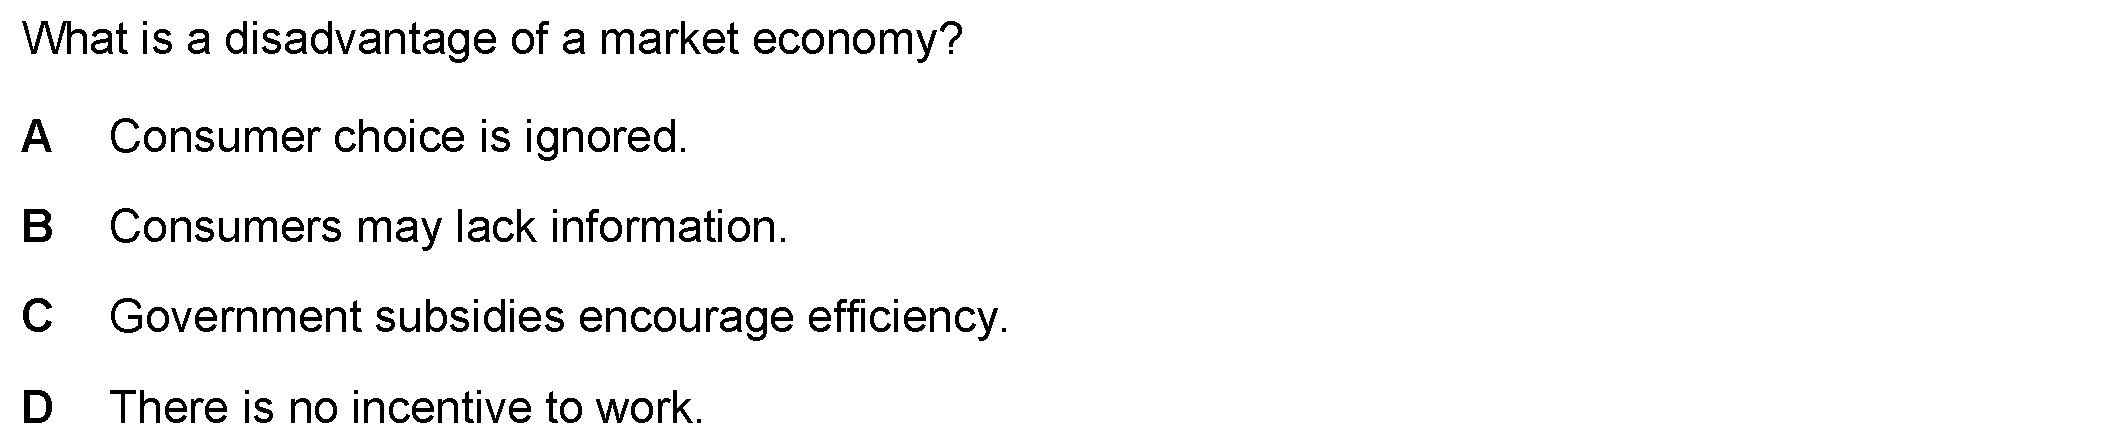 What is a disadvantage of a market economy?
A Consumer choice is ignored.
B Consumers may lack information.
C Government subsidies encourage efficiency.
D There is no incentive to work.